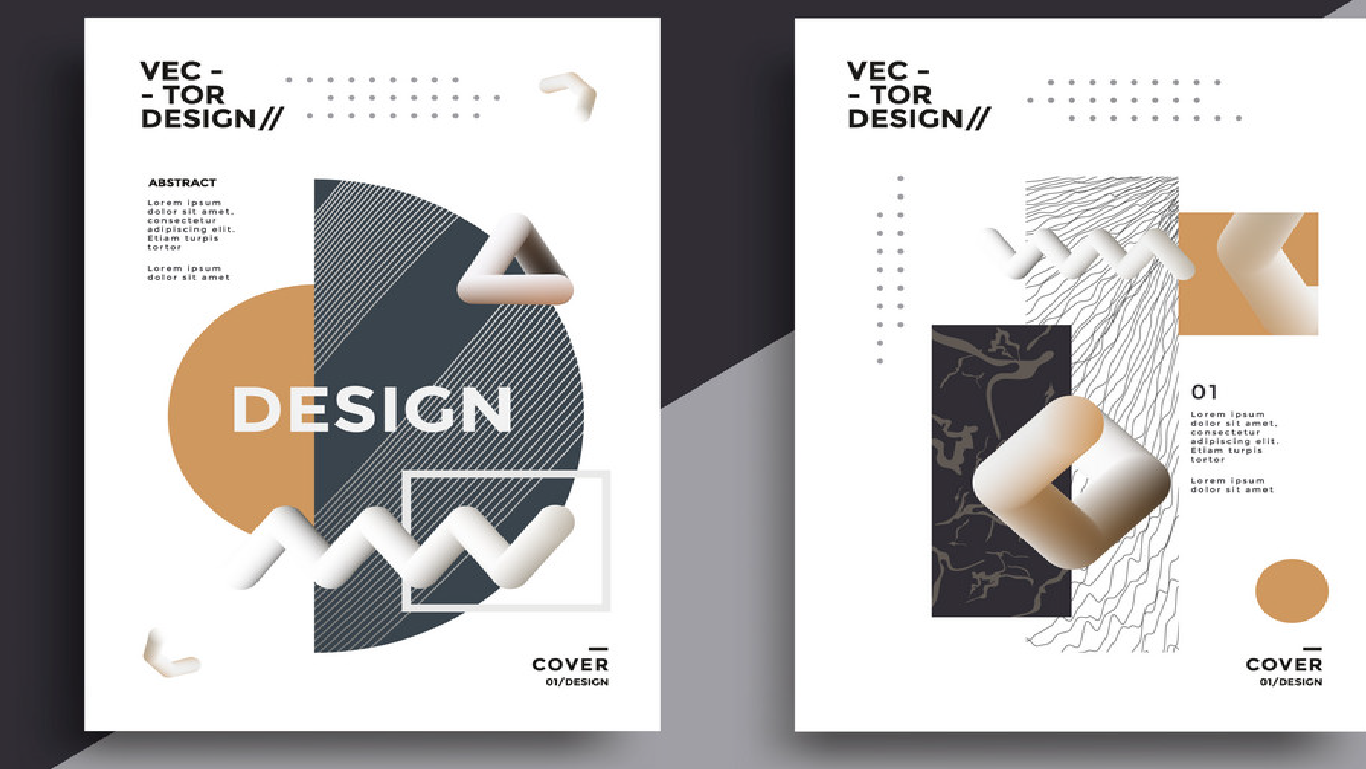 VEC -
- TOR
DESIGN//
ABSTRACT
Lorem ipsum
dolor sit amet,
consectetur
adipiscing elit.
Etiam turpis
tortor
Lorem ipsum
dolor sit amet
DESIGN
COVER
01/DESIGN
VEC -
- TOR
DESIGN//
01
Lorem ipsum
dolor sit amet,
consectetur
adipiscing elit.
Etiam turpis
tortor
Lorem ipsum
dolor sit amet
COVER
01/DESIGN